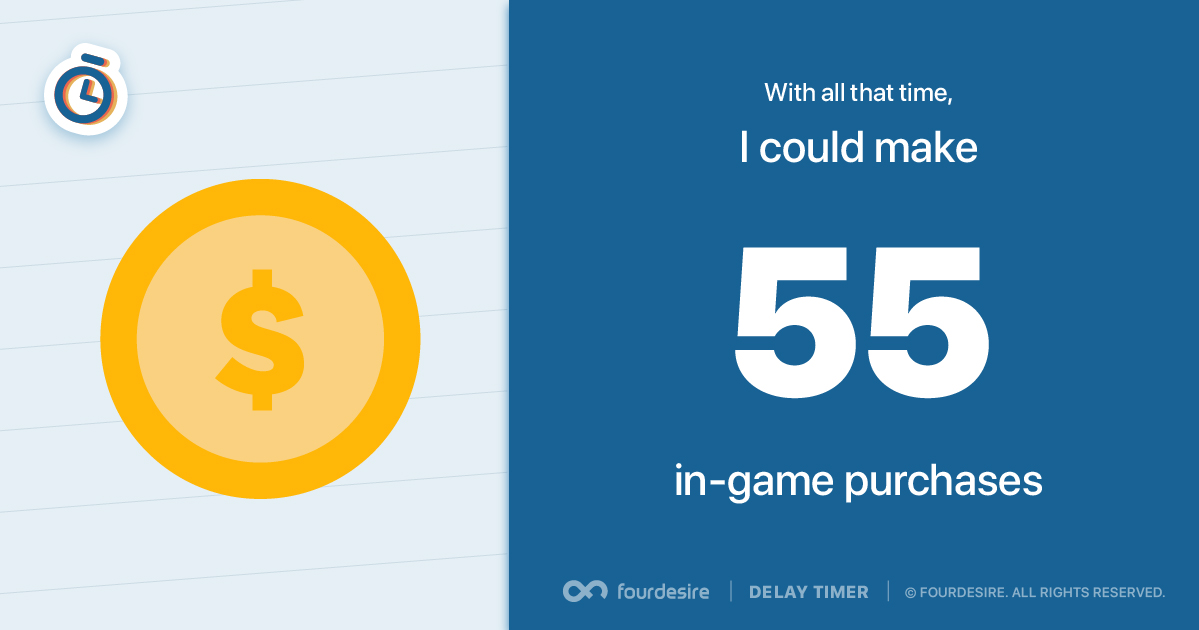 With all that time,
I could make
55
in-game purchases
fourdesire | DELAY TIMER | © FOURDESIRE. ALL RIGHTS RESERVED.
$